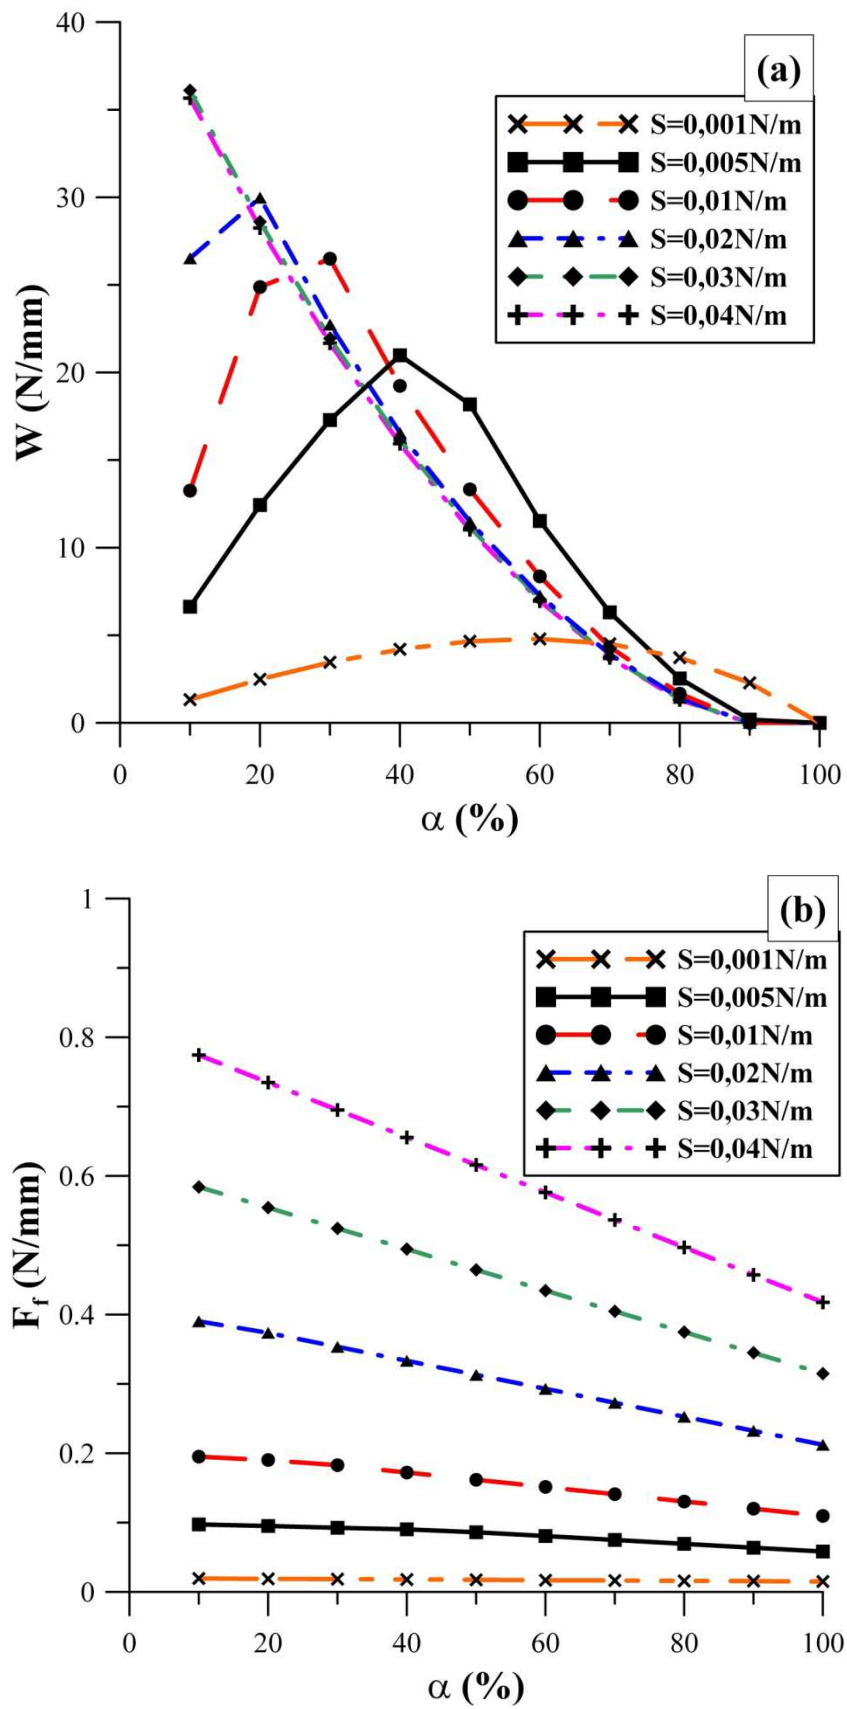 40
(a)
S=0,001N/m
S=0,005N/m
S=0,01N/m
S=0,02N/m
S=0,03N/m
S=0,04N/m
30
W (N/mm)
20
10
0
0 20 40 60 80 100
α (%)
1
(b)
S=0,001N/m
S=0,005N/m
S=0,01N/m
S=0,02N/m
S=0,03N/m
S=0,04N/m
0.8
0.6
Ff (N/mm)
0.4
0.2
0
0 20 40 60 80 100
α (%)